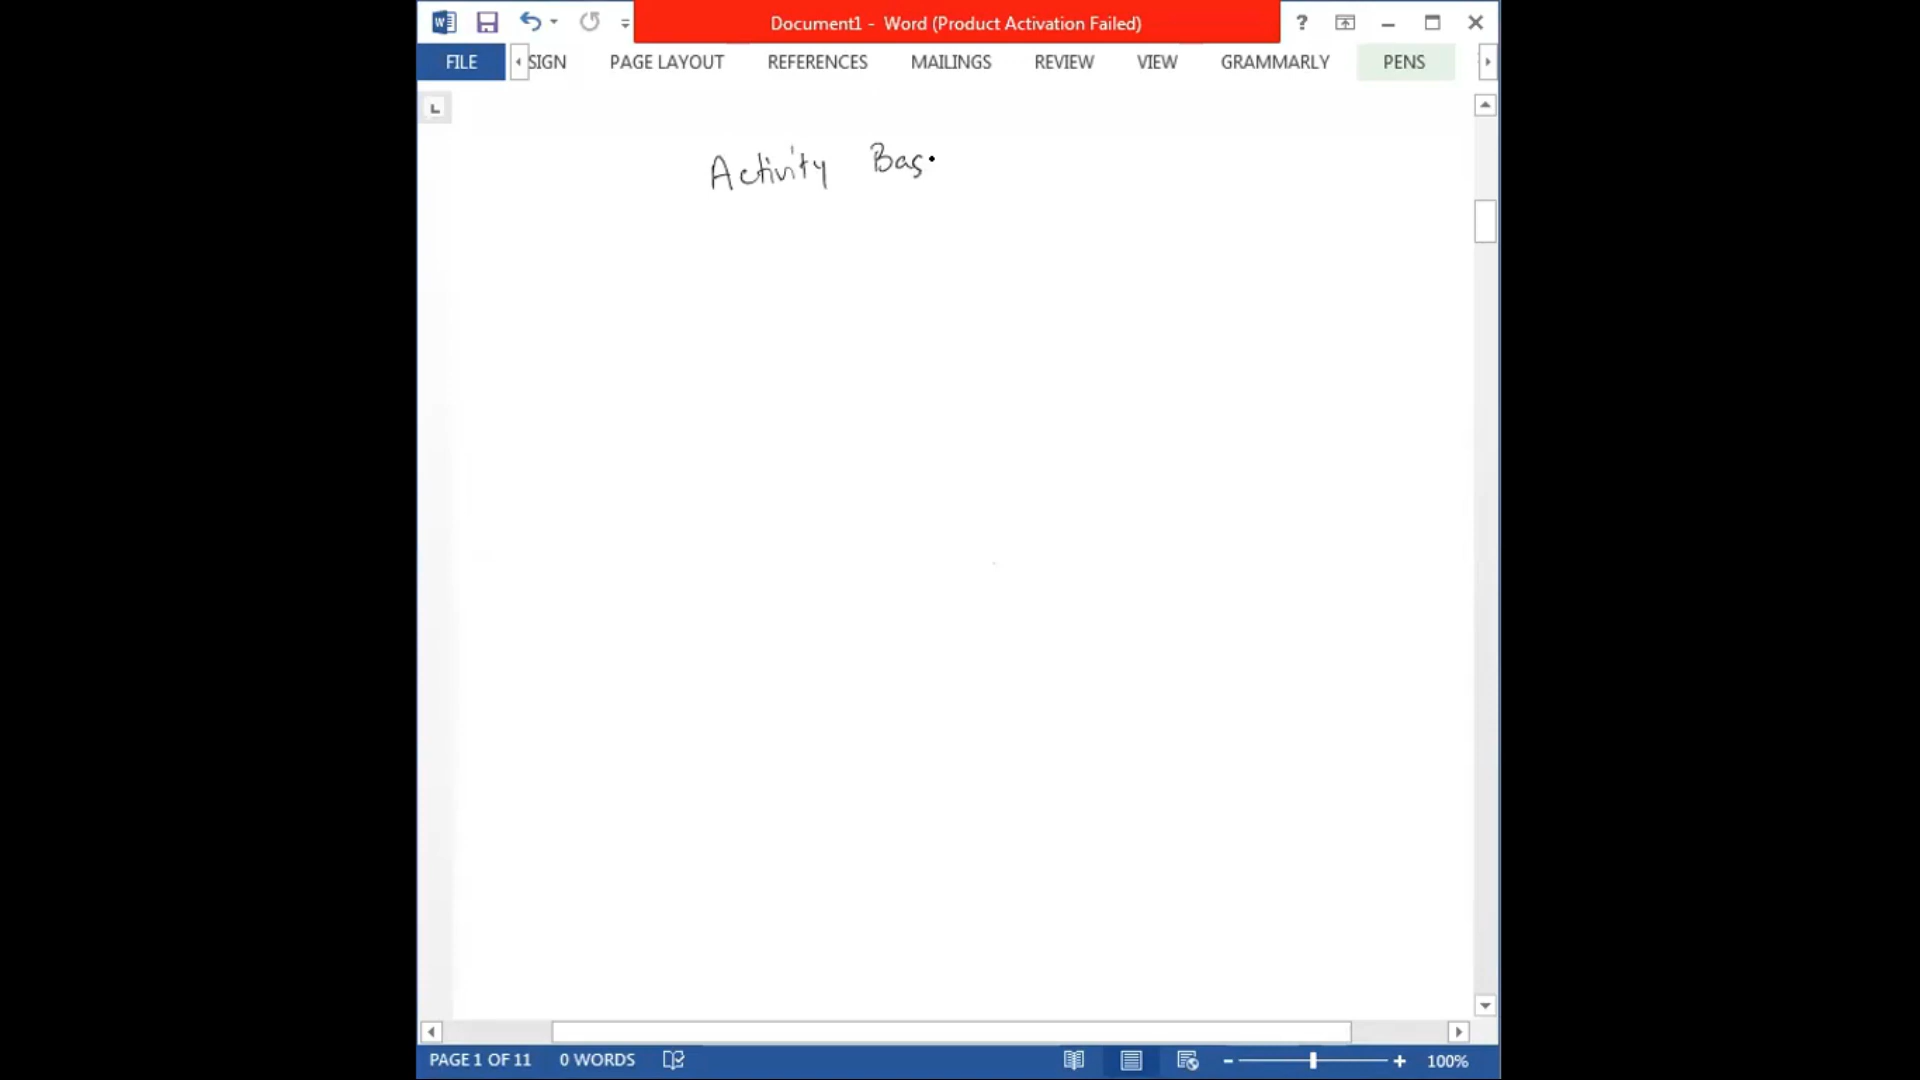 Document1 - Word (Product Activation Failed)
FILE SIGN PAGE LAYOUT REFERENCES MAILINGS REVIEW VIEW GRAMMARLY PENS
Activity Bas
PAGE 1 OF 11 0 WORDS 100%